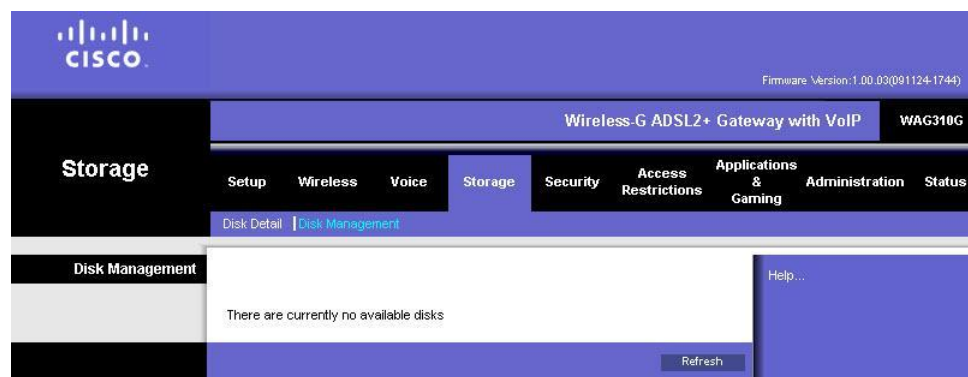 CISCO.
Firmware Version:1.00.03(091124-1744)
Wireless-G ADSL2+ Gateway with VoIP WAG310G
Storage
Setup Wireless Voice Storage Security Access Restrictions Applications & Gaming Administration Status
Disk Detail Disk Management
Disk Management
Help...
There are currently no available disks
Refresh